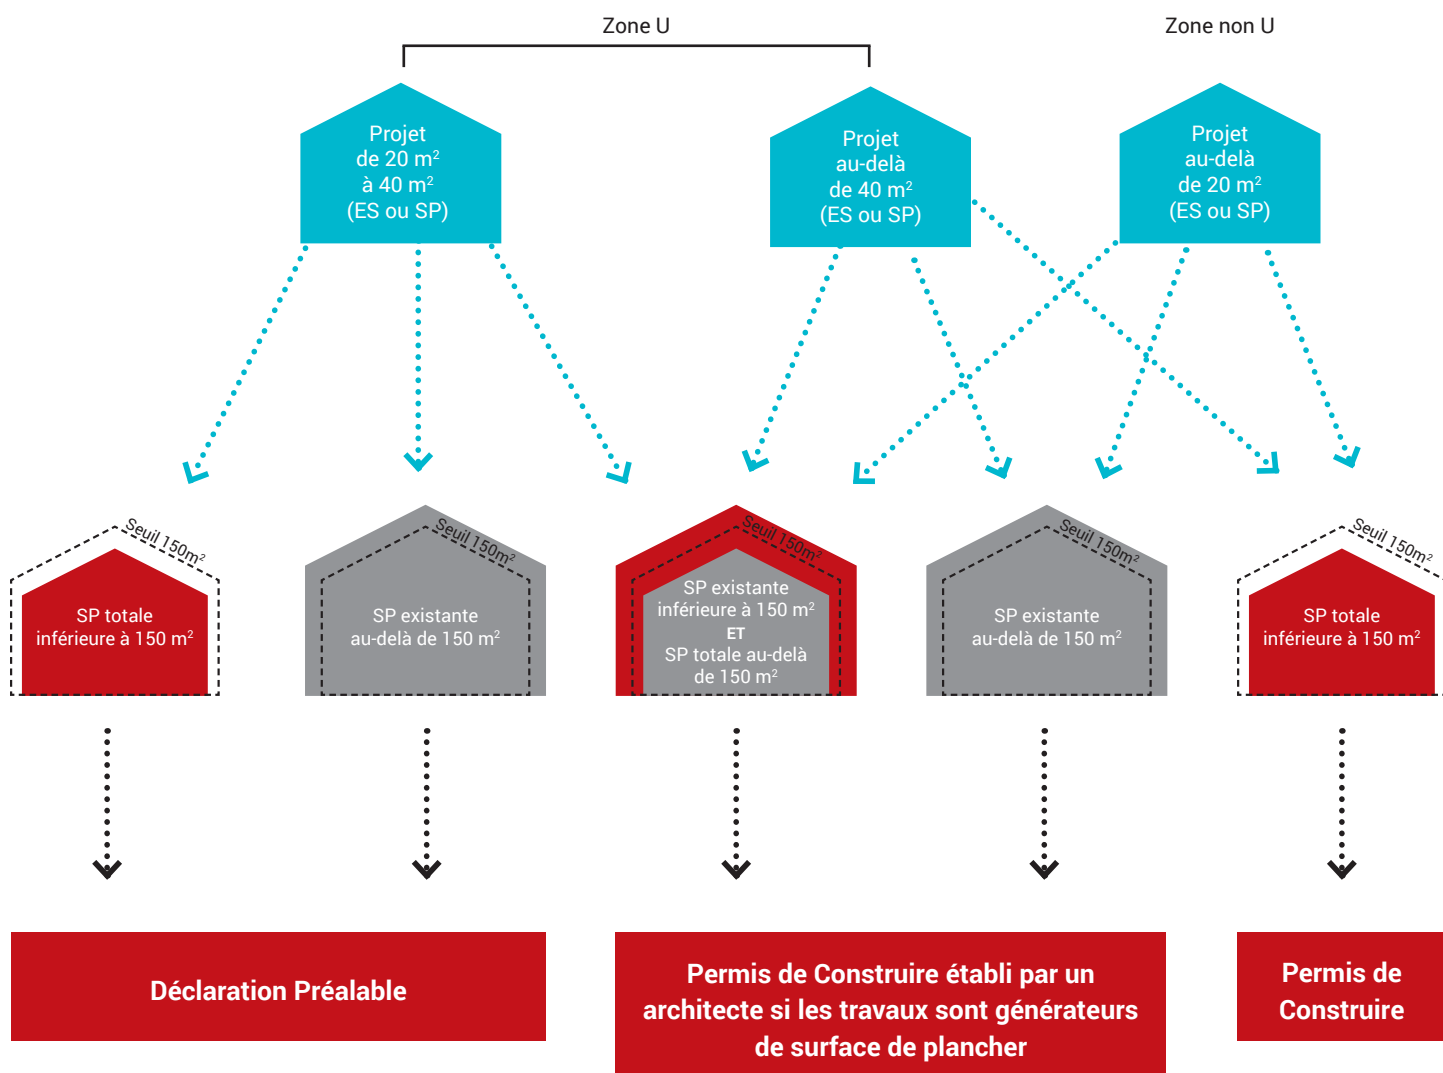 Zone U
Zone non U
Projet
de 20 m²
à 40 m²
(ES ou SP)
Projet
au-delà
de 40 m²
(ES ou SP)
Projet
au-delà
de 20 m²
(ES ou SP)
Seuil 150m²
SP totale
inférieure à 150 m²
Seuil 150m²
SP existante
au-delà de 150 m²
Seuil 150m²
SP existante
inférieure à 150 m²
ET
SP totale au-delà
de 150 m²
Seuil 150m²
SP existante
au-delà de 150 m²
Seuil 150m²
SP totale
inférieure à 150 m²
Déclaration Préalable
Permis de Construire établi par un
architecte si les travaux sont générateurs
de surface de plancher
Permis de
Construire